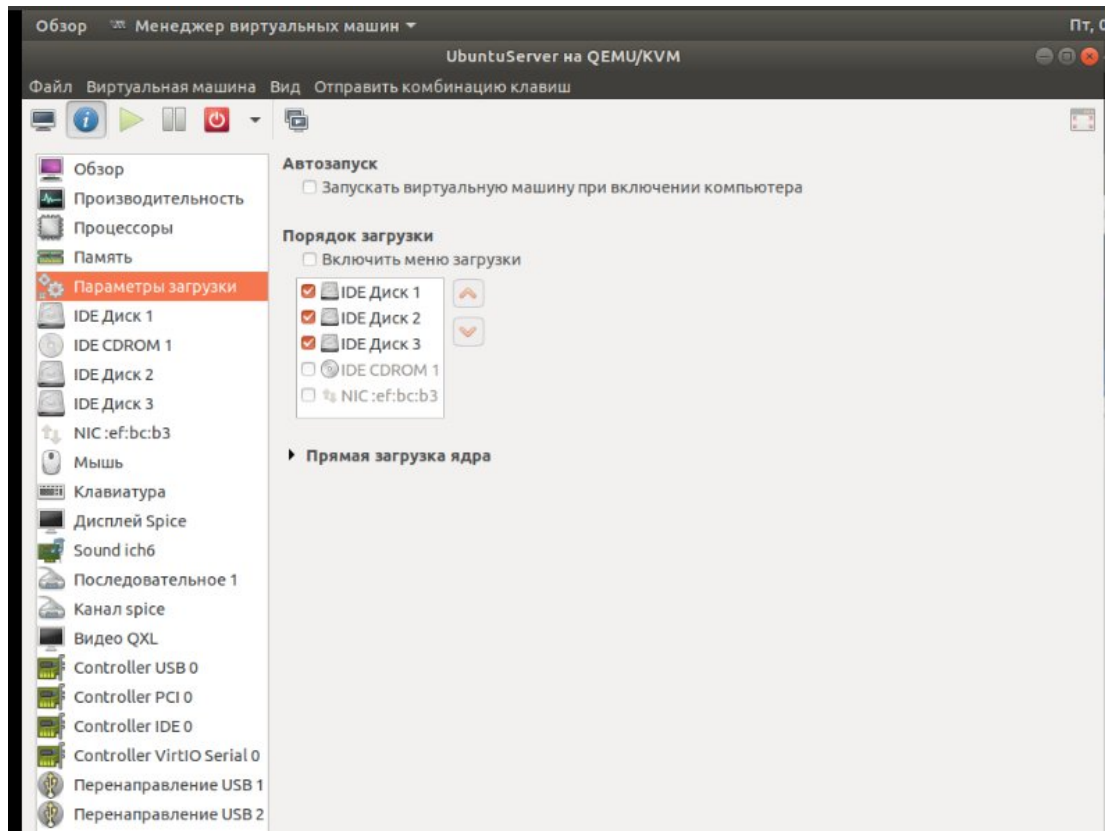 Обзор Менеджер виртуальных машин
Пт,
UbuntuServer на QEMU/KVM
Файл Виртуальная машина Вид Отправить комбинацию клавиш
Обзор
Производительность
Процессоры
Память
Параметры загрузки
IDE Диск 1
IDE CDROM 1
IDE Диск 2
IDE Диск 3
NIC :ef:bc:b3
Мышь
Клавиатура
Дисплей Spice
Sound ich6
Последовательное 1
Канал spice
Видео QXL
Controller USB 0
Controller PCI 0
Controller IDE 0
Controller VirtIO Serial 0
Перенаправление USB 1
Перенаправление USB 2
Автозапуск
Запускать виртуальную машину при включении компьютера
Порядок загрузки
Включить меню загрузки
IDE Диск 1
IDE Диск 2
IDE Диск 3
IDE CDROM 1
NIC :ef:bc:b3
Прямая загрузка ядра